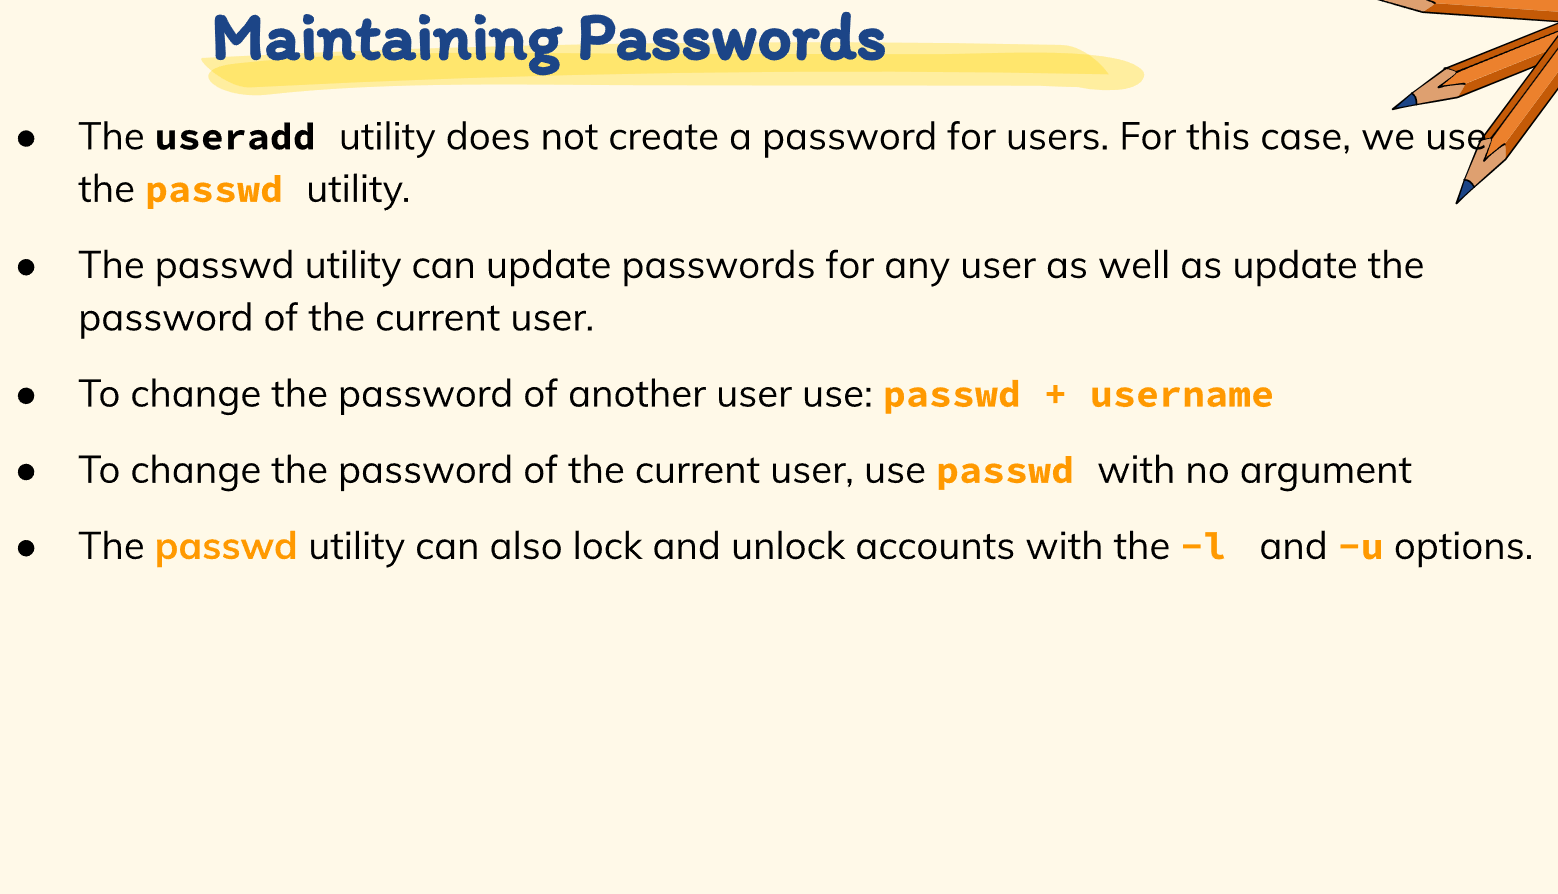 Maintaining Passwords
● The useradd utility does not create a password for users. For this case, we use
the passwd utility.
● The passwd utility can update passwords for any user as well as update the
password of the current user.
● To change the password of another user use: passwd + username
● To change the password of the current user, use passwd with no argument
● The passwd utility can also lock and unlock accounts with the -l and -u options.